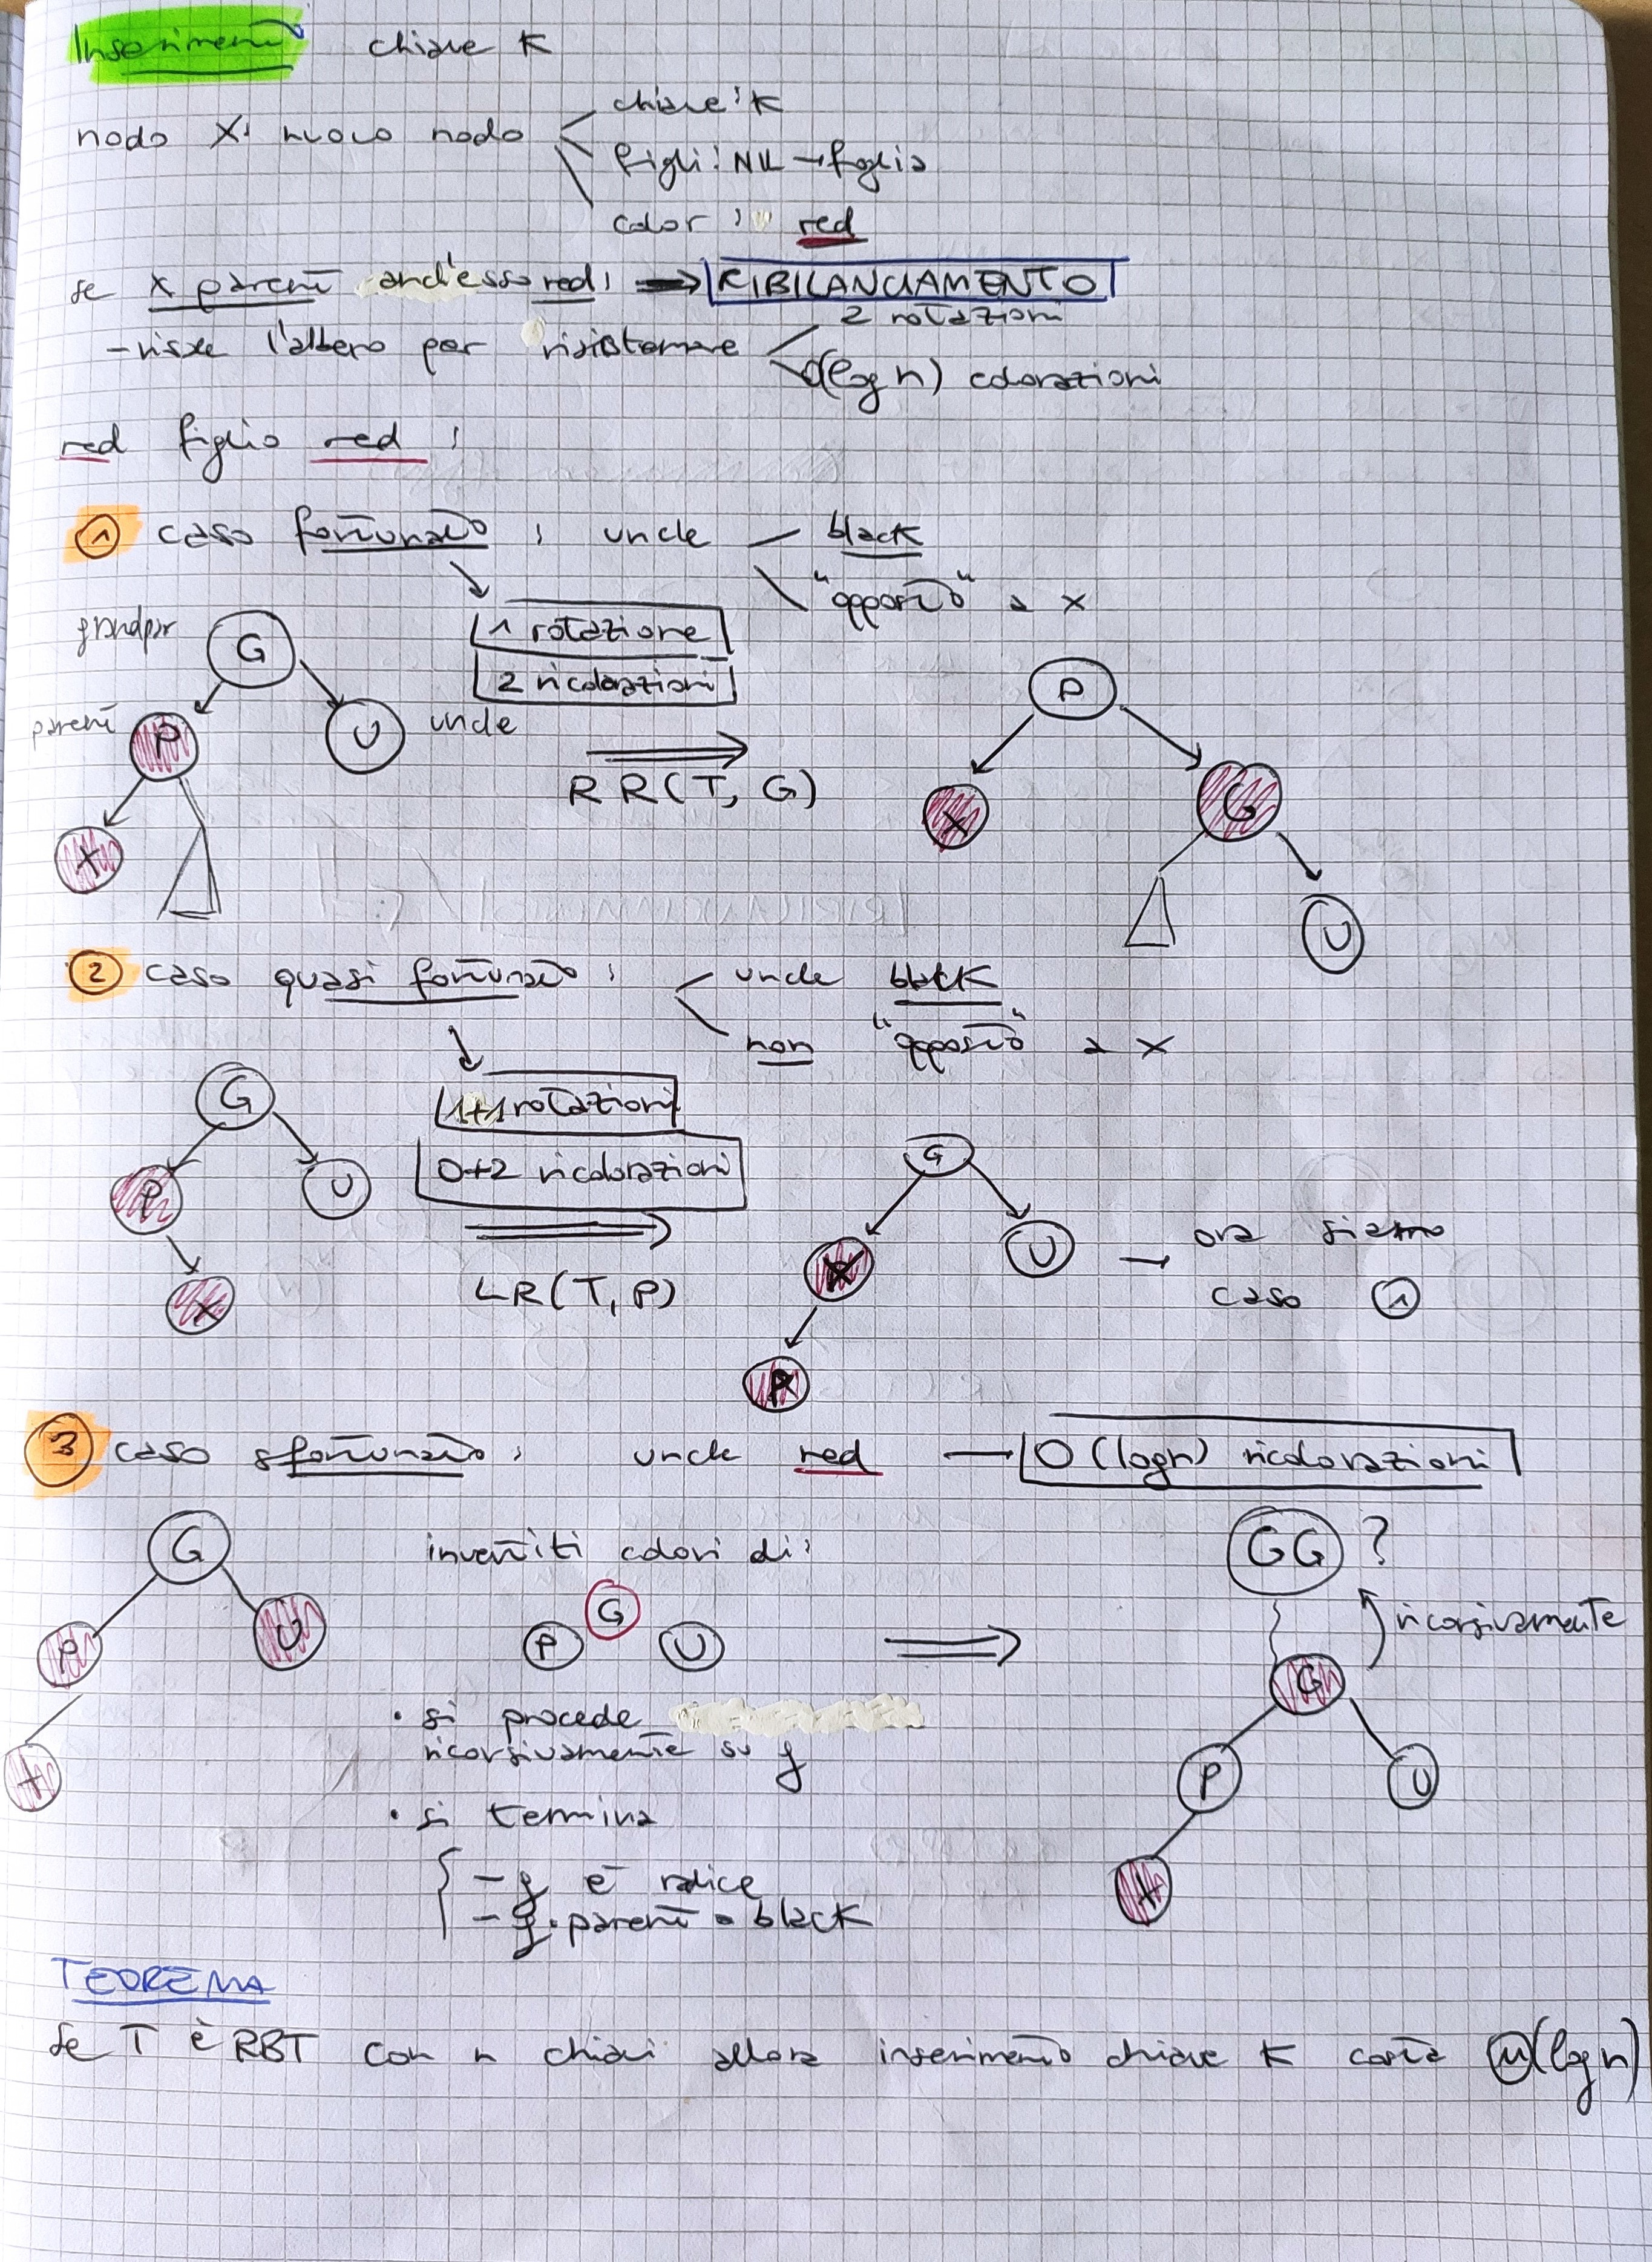 Inserimento chiave K
nodo X: nuovo nodo
chiave: K
figli: NIL → foglia
color: red
se x.parent anch'esso red: → RIBILANCIAMENTO
- risale l'albero per risistemare
2 rotazioni
O(log n) colorazioni
red figlio red:
① caso fortunato: uncle
black
"opposto" a x
1 rotazione
2 ricolorazioni
grandpar
G
parent
P
U
uncle
X
RR(T, G)
P
X
G
U
② caso quasi fortunato:
uncle black
non "opposto" a x
1+1 rotazioni
0+2 ricolorazioni
G
P
U
X
LR(T, P)
G
X
U
P
→ ora siamo
caso ①
③ caso sfortunato: uncle red — O(log n) ricolorazioni
G
P
U
X
invertiti colori di:
G
P U
• si procede
ricorsivamente su g
• si termina
- g è radice
- g.parent = black
GG ?
ricorsivamente
G
P
U
X
TEOREMA
Se T è RBT con n chiavi allora inserimento chiave K costa Θ(log n)